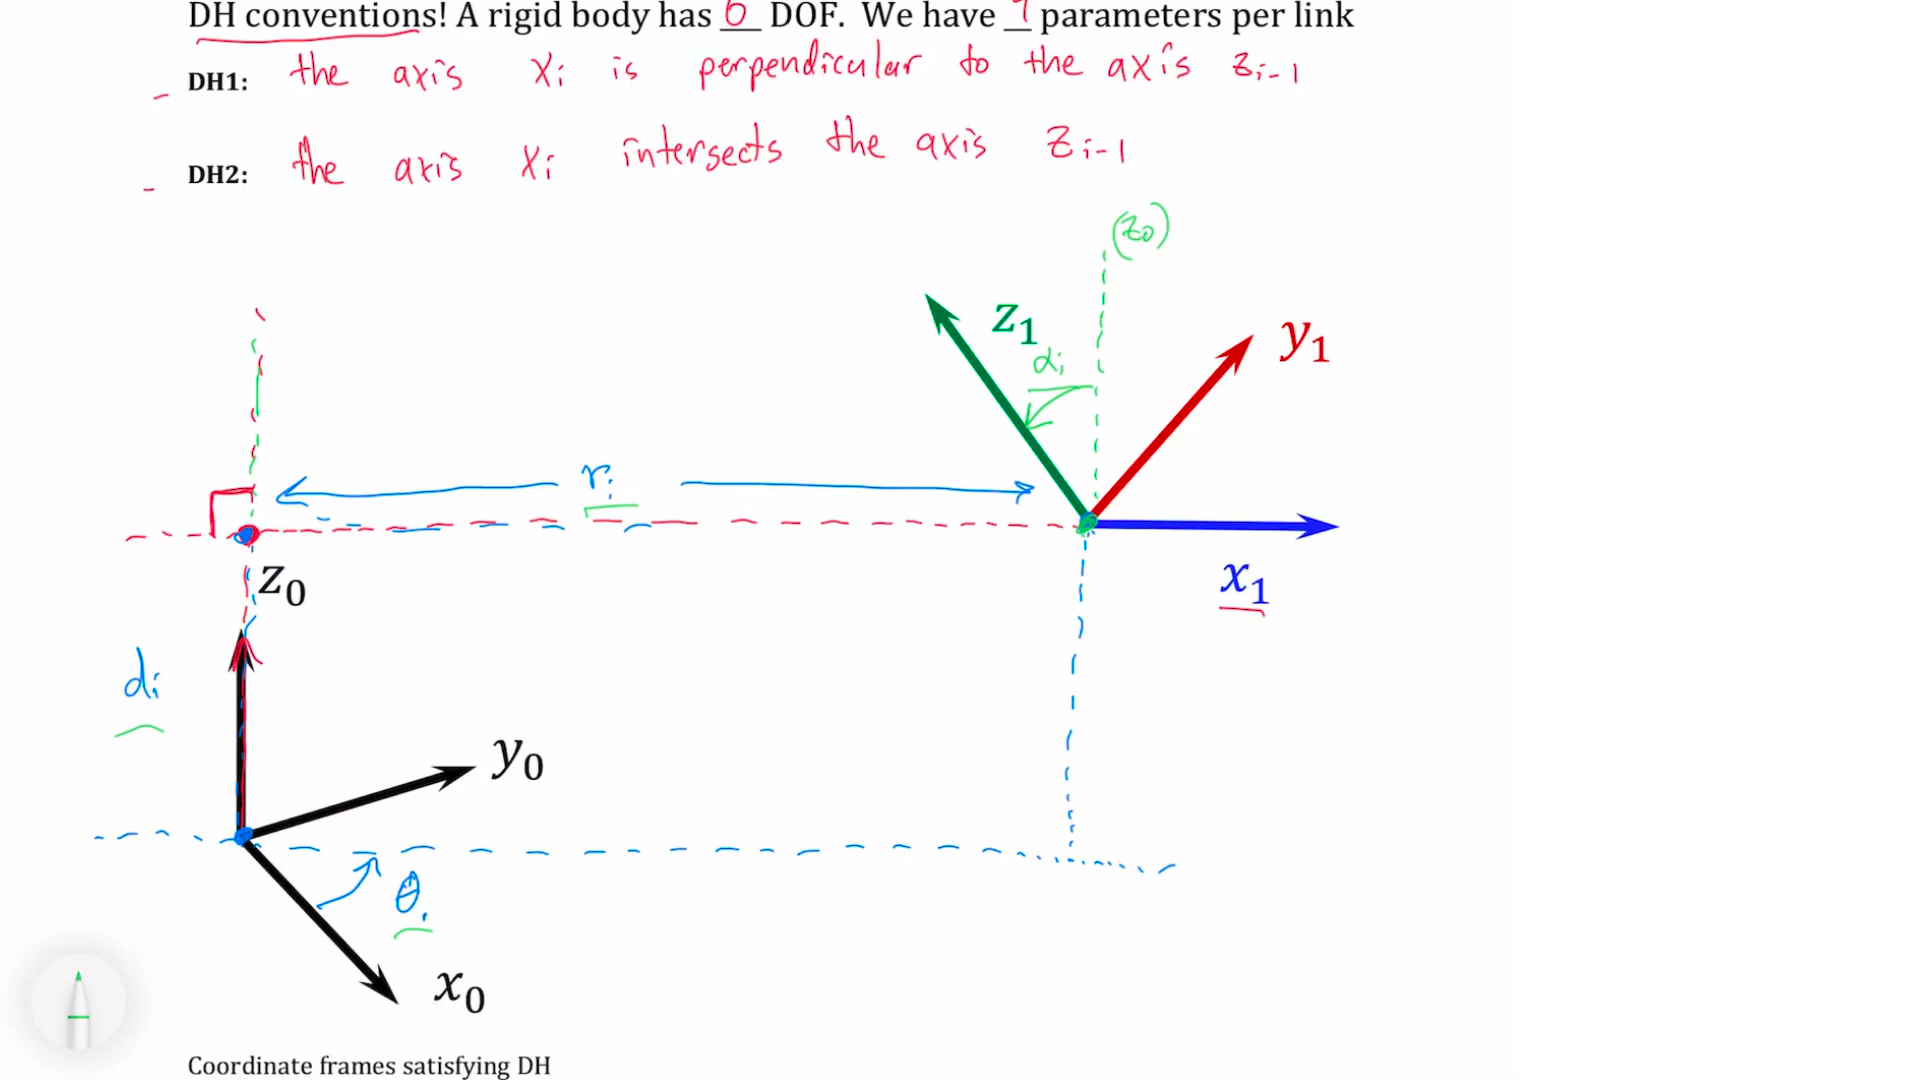 DH conventions! A rigid body has 6 DOF. We have 4 parameters per link
DH1: the axis xi is perpendicular to the axis zi-1
DH2: the axis xi intersects the axis zi-1
(z0)
z1
y1
αi
ri
z0
x1
di
y0
θi
x0
Coordinate frames satisfying DH